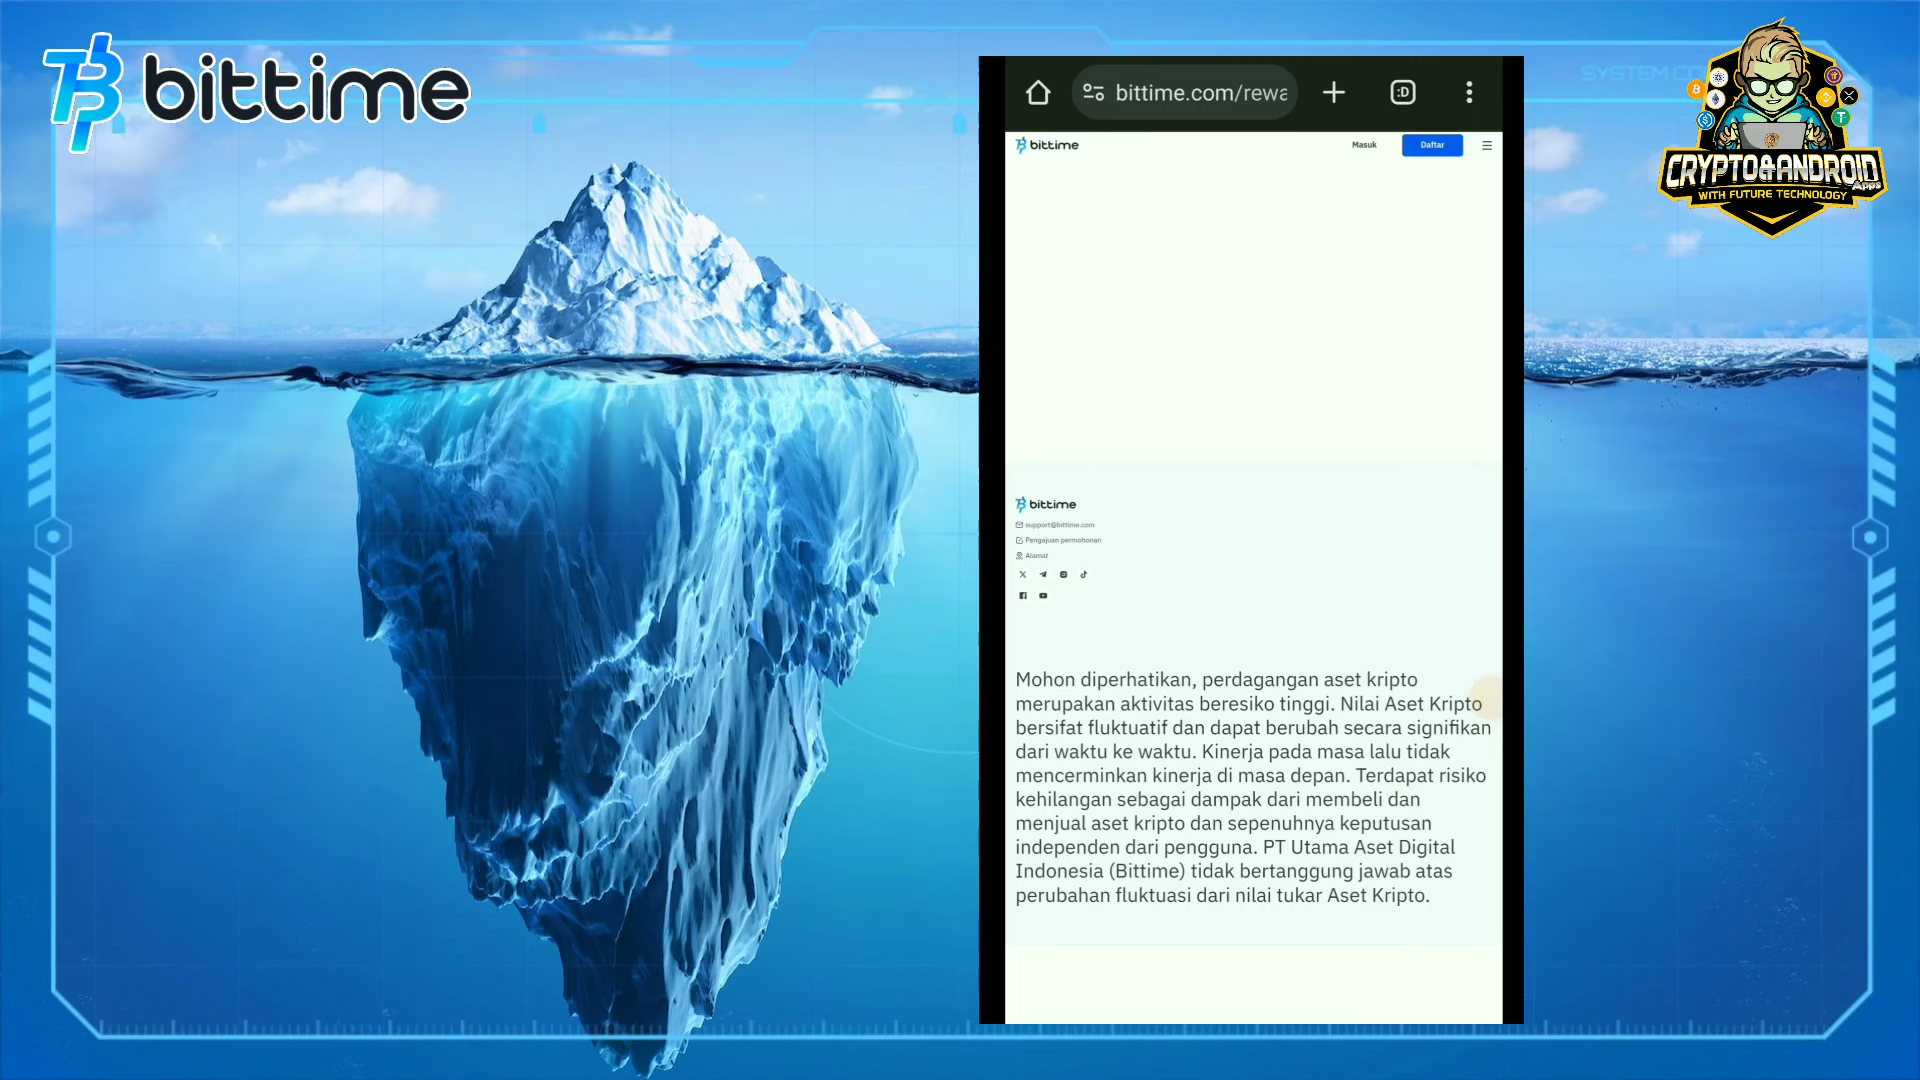 bittime
SYSTEM CO
CRYPTO&ANDROID
Apps
WITH FUTURE TECHNOLOGY
bittime.com/rewa
:D
bittime
Masuk
Daftar
bittime
support@bittime.com
Pengajuan permohonan
Alamat
Mohon diperhatikan, perdagangan aset kripto
merupakan aktivitas beresiko tinggi. Nilai Aset Kripto
bersifat fluktuatif dan dapat berubah secara signifikan
dari waktu ke waktu. Kinerja pada masa lalu tidak
mencerminkan kinerja di masa depan. Terdapat risiko
kehilangan sebagai dampak dari membeli dan
menjual aset kripto dan sepenuhnya keputusan
independen dari pengguna. PT Utama Aset Digital
Indonesia (Bittime) tidak bertanggung jawab atas
perubahan fluktuasi dari nilai tukar Aset Kripto.